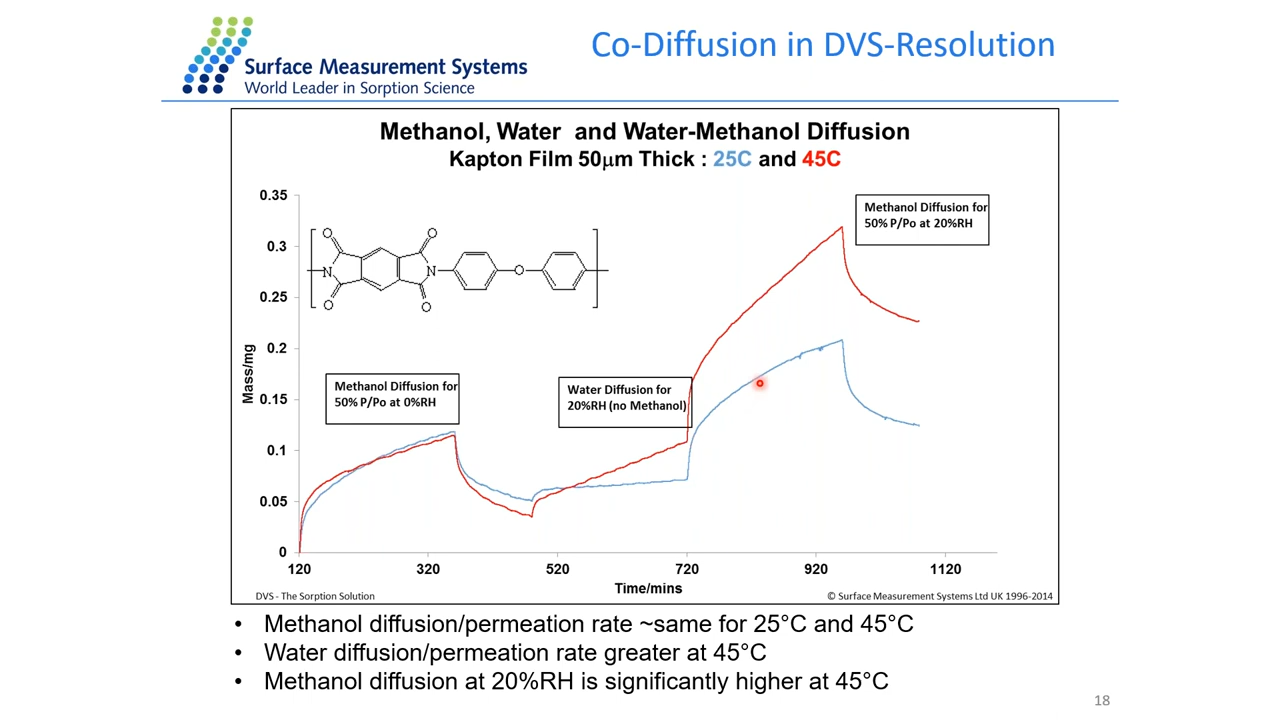 Surface Measurement Systems
World Leader in Sorption Science
Co-Diffusion in DVS-Resolution
Methanol, Water and Water-Methanol Diffusion
Kapton Film 50μm Thick : 25C and 45C
0.35
0.3
0.25
0.2
0.15
0.1
0.05
0
Mass/mg
O
O
N
N
O
O
O
Methanol Diffusion for
50% P/Po at 0%RH
Water Diffusion for
20%RH (no Methanol)
Methanol Diffusion for
50% P/Po at 20%RH
120
320
520
720
920
1120
Time/mins
DVS - The Sorption Solution
© Surface Measurement Systems Ltd UK 1996-2014
• Methanol diffusion/permeation rate ~same for 25°C and 45°C
• Water diffusion/permeation rate greater at 45°C
• Methanol diffusion at 20%RH is significantly higher at 45°C
18